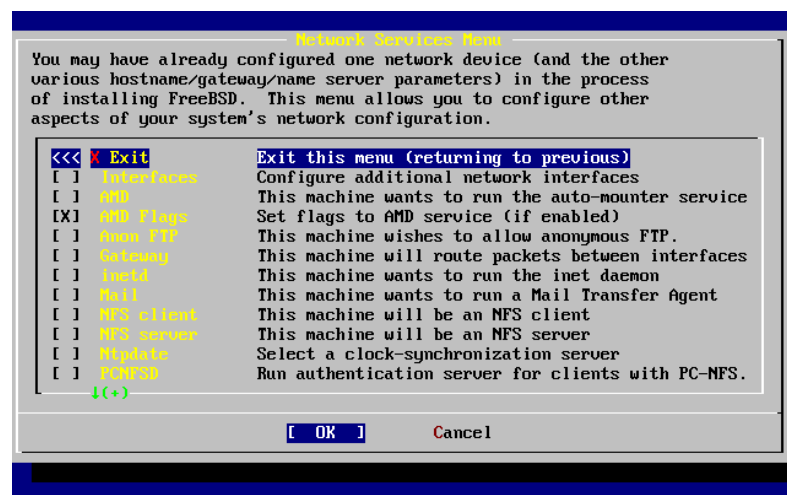 Network Services Menu
You may have already configured one network device (and the other
various hostname/gateway/name server parameters) in the process
of installing FreeBSD.  This menu allows you to configure other
aspects of your system's network configuration.
<<< X Exit Exit this menu (returning to previous)
[ ] Interfaces Configure additional network interfaces
[ ] AMD This machine wants to run the auto-mounter service
[X] AMD Flags Set flags to AMD service (if enabled)
[ ] Anon FTP This machine wishes to allow anonymous FTP.
[ ] Gateway This machine will route packets between interfaces
[ ] inetd This machine wants to run the inet daemon
[ ] Mail This machine wants to run a Mail Transfer Agent
[ ] NFS client This machine will be an NFS client
[ ] NFS server This machine will be an NFS server
[ ] Ntpdate Select a clock-synchronization server
[ ] PCNFSD Run authentication server for clients with PC-NFS.
↓(+)
[ OK ] Cancel